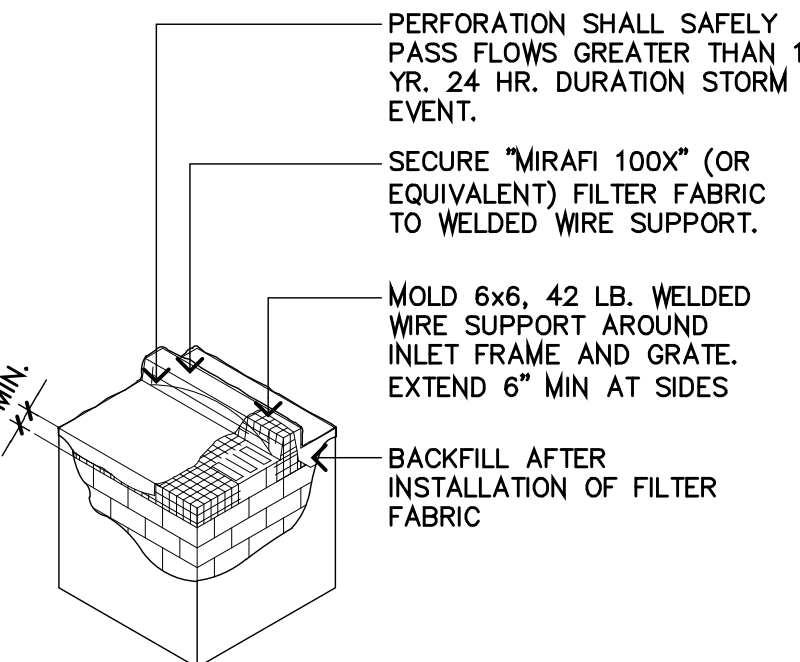 PERFORATION SHALL SAFELY
PASS FLOWS GREATER THAN 1
YR. 24 HR. DURATION STORM
EVENT.
SECURE "MIRAFI 100X" (OR
EQUIVALENT) FILTER FABRIC
TO WELDED WIRE SUPPORT.
MOLD 6x6, 42 LB. WELDED
WIRE SUPPORT AROUND
INLET FRAME AND GRATE.
EXTEND 6" MIN AT SIDES
MIN.
BACKFILL AFTER
INSTALLATION OF FILTER
FABRIC